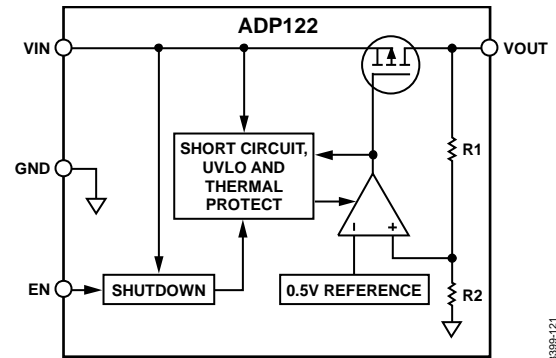 ADP122
VIN
VOUT
SHORT CIRCUIT,
UVLO AND
THERMAL
PROTECT
R1
GND
–
+
EN
SHUTDOWN
0.5V REFERENCE
R2